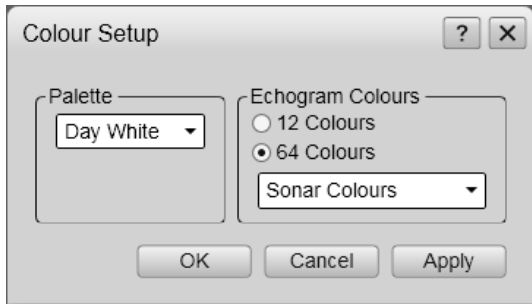 Colour Setup
?
Palette
Day White
Echogram Colours
12 Colours
64 Colours
Sonar Colours
OK
Cancel
Apply